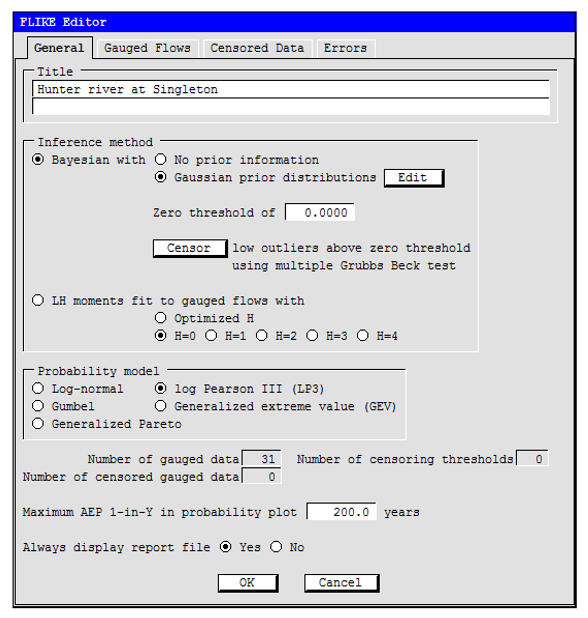 FLIKE Editor
General Gauged Flows Censored Data Errors
Title
Hunter river at Singleton
Inference method
Bayesian with No prior information
Gaussian prior distributions Edit
Zero threshold of 0.0000
Censor low outliers above zero threshold
using multiple Grubbs Beck test
LH moments fit to gauged flows with
Optimized H
H=0 H=1 H=2 H=3 H=4
Probability model
Log-normal log Pearson III (LP3)
Gumbel Generalized extreme value (GEV)
Generalized Pareto
Number of gauged data 31 Number of censoring thresholds 0
Number of censored gauged data 0
Maximum AEP 1-in-Y in probability plot 200.0 years
Always display report file Yes No
OK Cancel